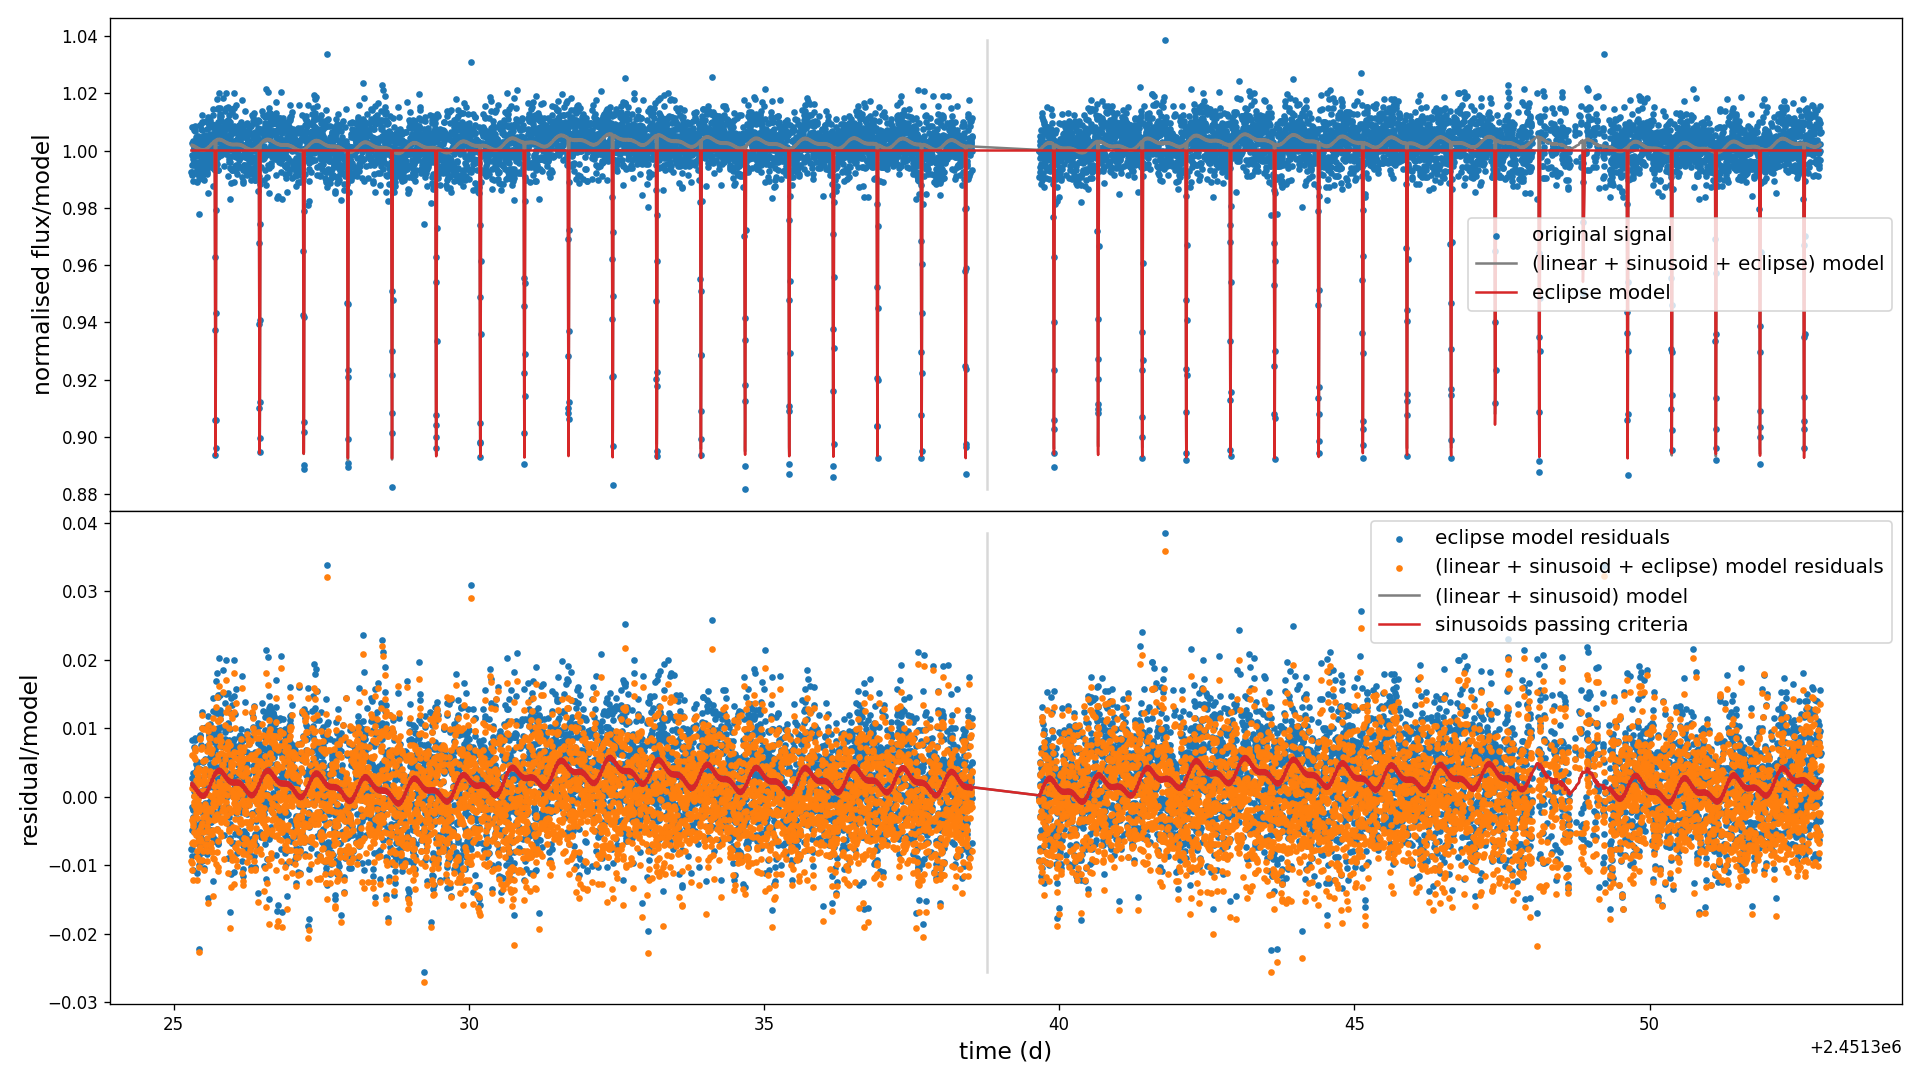 1.04
1.02
1.00
0.98
0.96
0.94
0.92
0.90
0.88
normalised flux/model
original signal
(linear + sinusoid + eclipse) model
eclipse model
0.04
0.03
0.02
0.01
0.00
−0.01
−0.02
−0.03
residual/model
eclipse model residuals
(linear + sinusoid + eclipse) model residuals
(linear + sinusoid) model
sinusoids passing criteria
25 30 35 40 45 50
time (d)
+2.4513e6